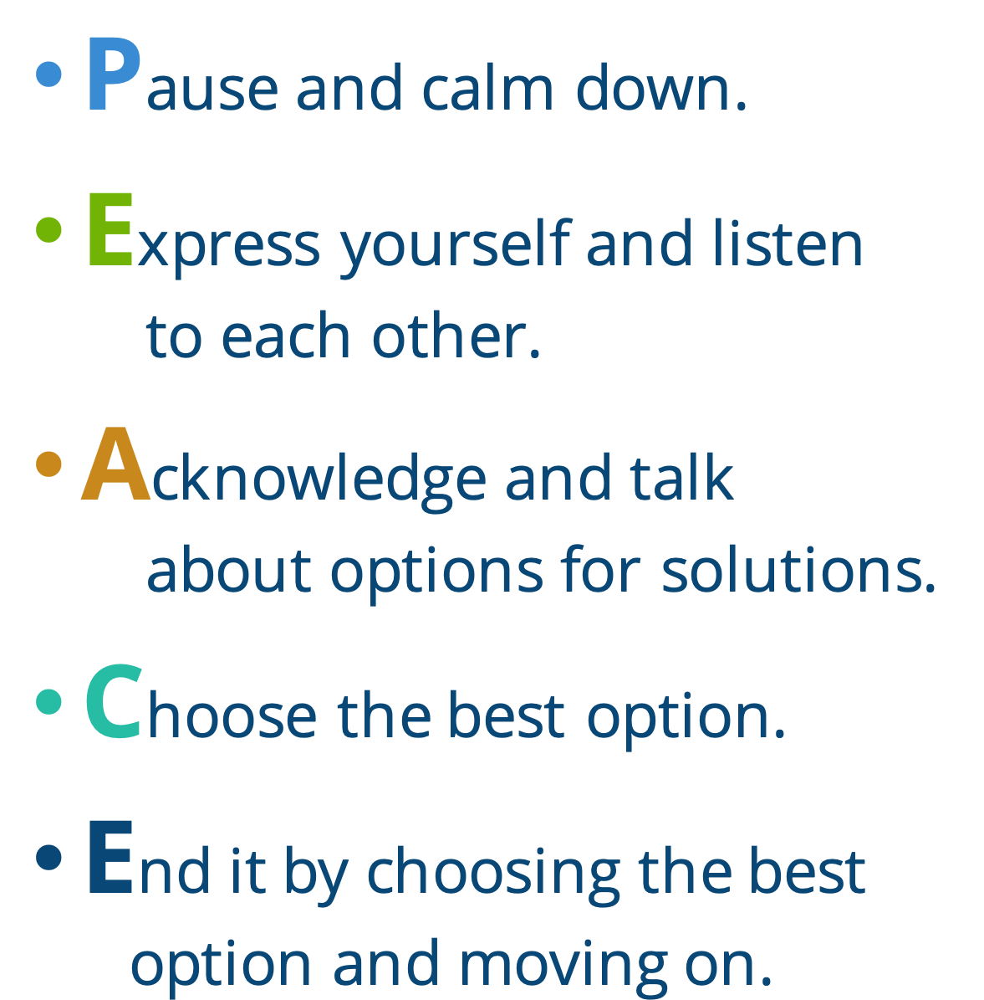 • Pause and calm down.
• Express yourself and listen
to each other.
• Acknowledge and talk
about options for solutions.
• Choose the best option.
• End it by choosing the best
option and moving on.